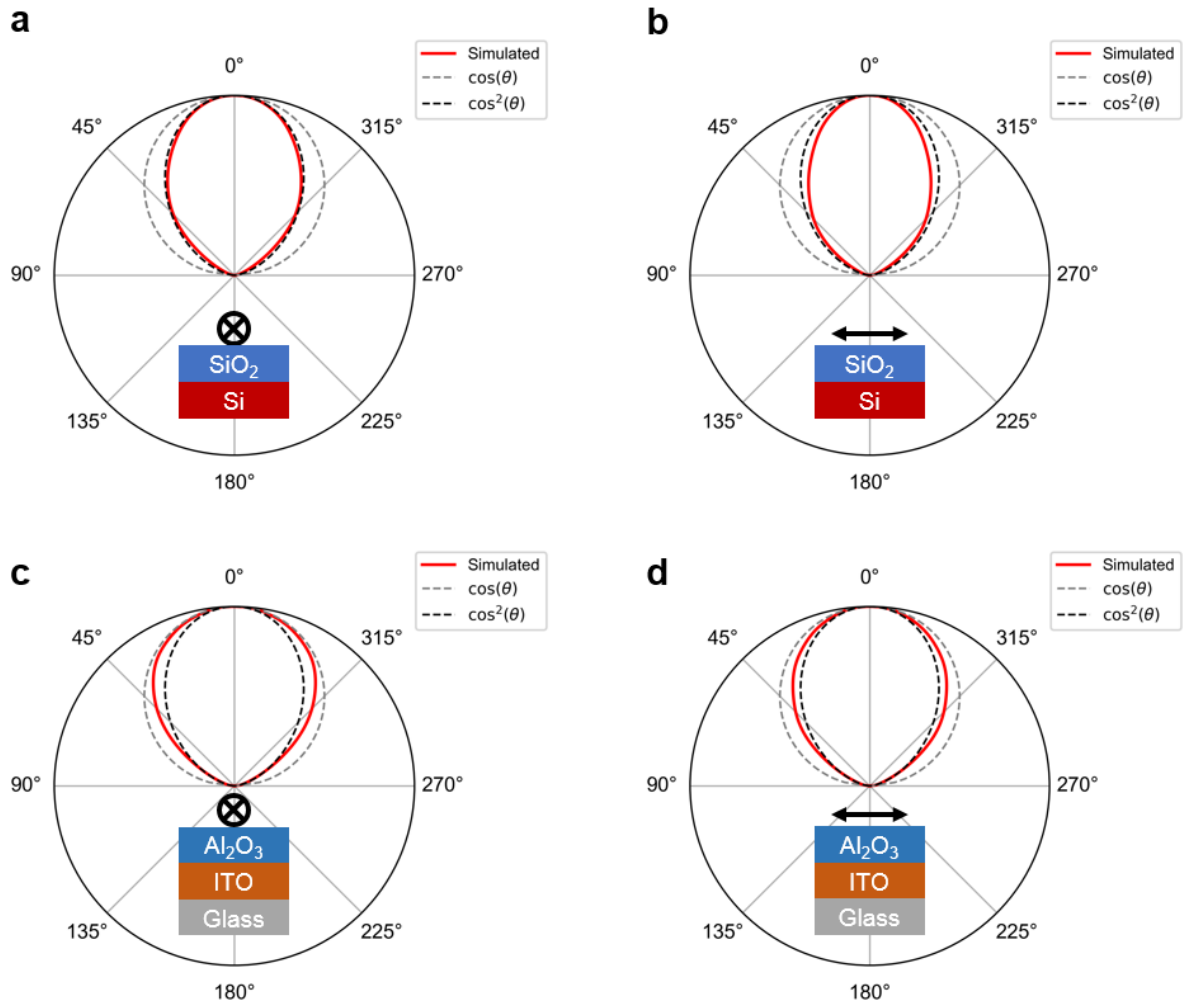 a
Simulated
cos(θ)
cos²(θ)
0°
45°
315°
90°
270°
SiO₂
Si
135°
225°
180°
b
Simulated
cos(θ)
cos²(θ)
0°
45°
315°
90°
270°
SiO₂
Si
135°
225°
180°
c
Simulated
cos(θ)
cos²(θ)
0°
45°
315°
90°
270°
Al₂O₃
ITO
Glass
135°
225°
180°
d
Simulated
cos(θ)
cos²(θ)
0°
45°
315°
90°
270°
Al₂O₃
ITO
Glass
135°
225°
180°